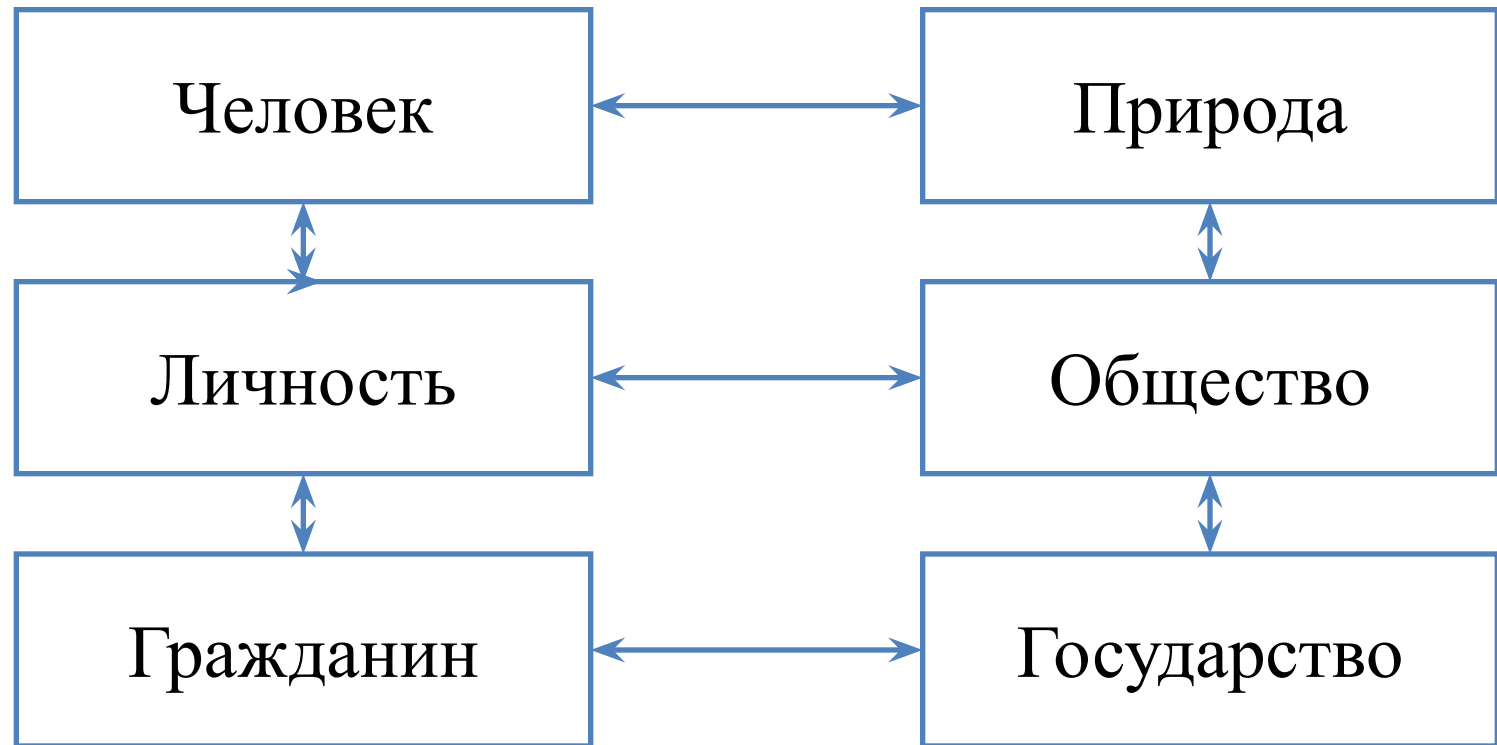 Человек
Природа
Личность
Общество
Гражданин
Государство